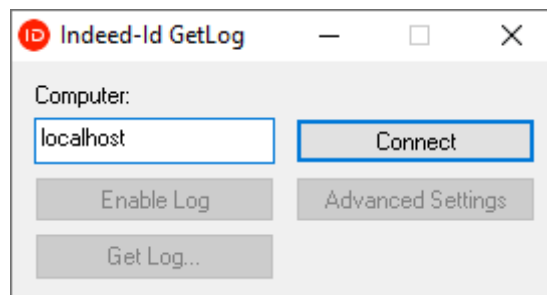 ID Indeed-Id GetLog
Computer:
localhost
Connect
Enable Log
Advanced Settings
Get Log...